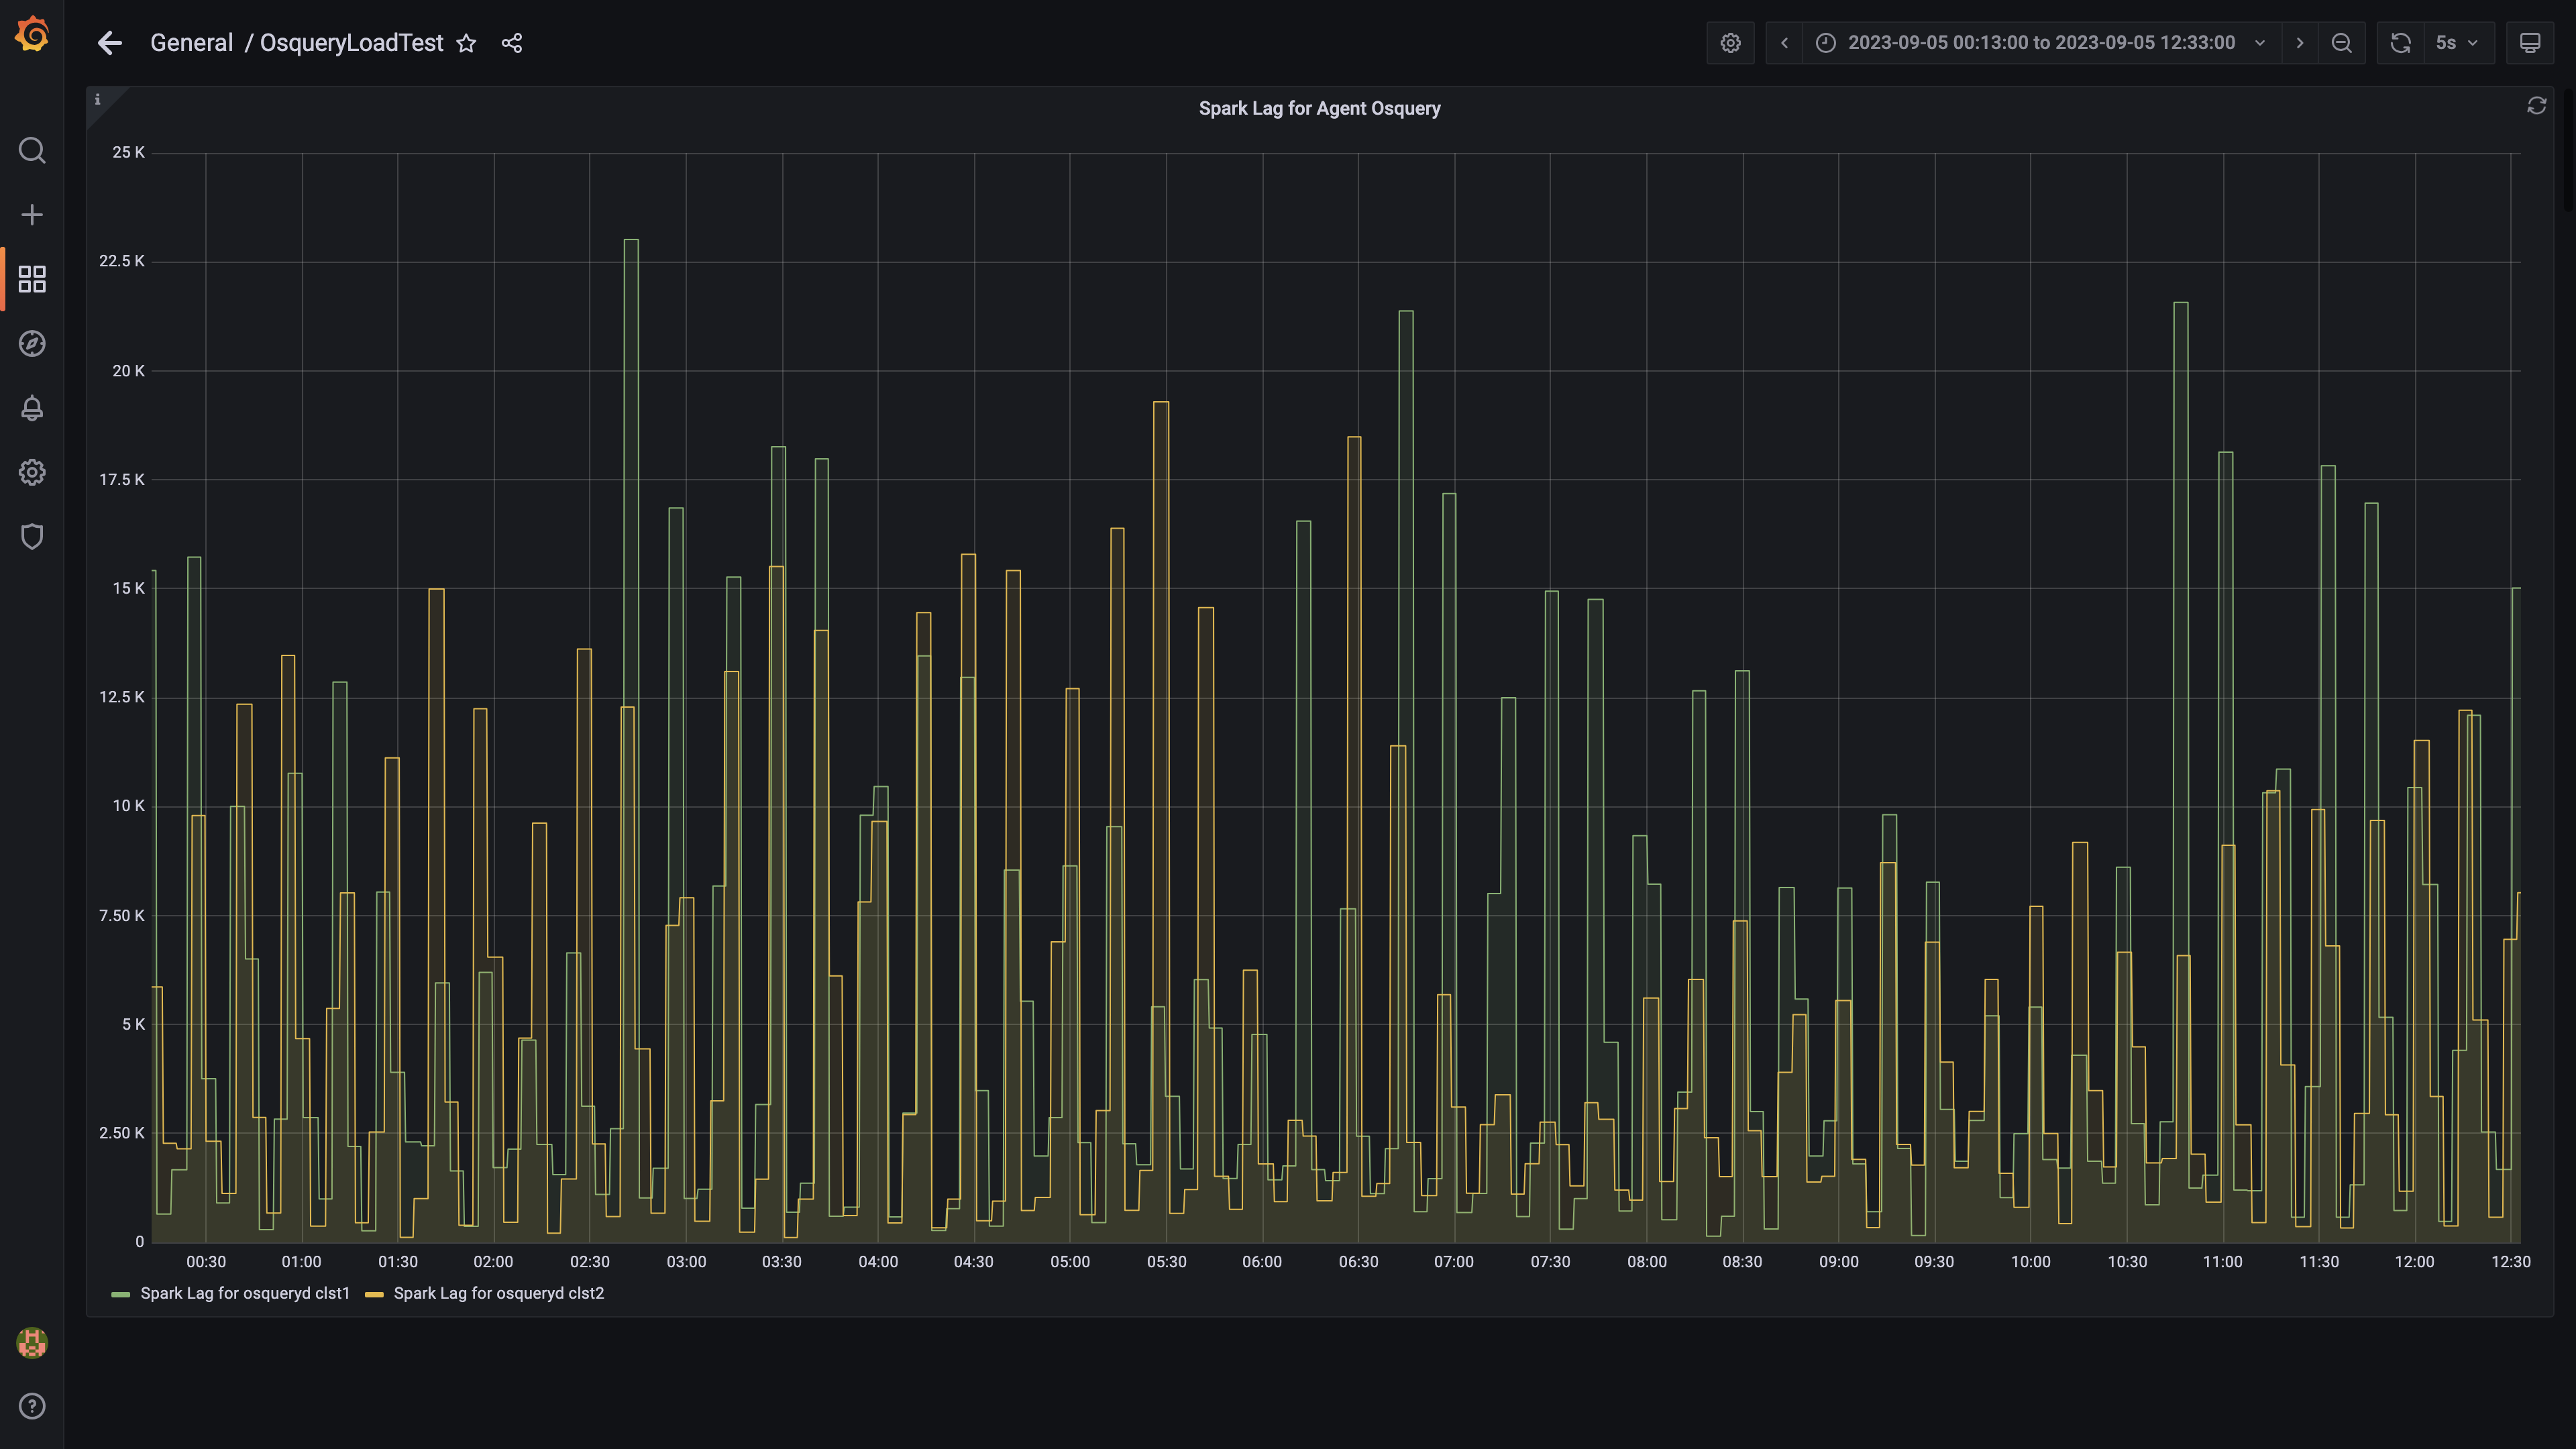 General / OsqueryLoadTest
2023-09-05 00:13:00 to 2023-09-05 12:33:00
5s
i
Spark Lag for Agent Osquery
25 K
22.5 K
20 K
17.5 K
15 K
12.5 K
10 K
7.50 K
5 K
2.50 K
0
00:30 01:00 01:30 02:00 02:30 03:00 03:30 04:00 04:30 05:00 05:30 06:00 06:30 07:00 07:30 08:00 08:30 09:00 09:30 10:00 10:30 11:00 11:30 12:00 12:30
Spark Lag for osqueryd clst1 Spark Lag for osqueryd clst2